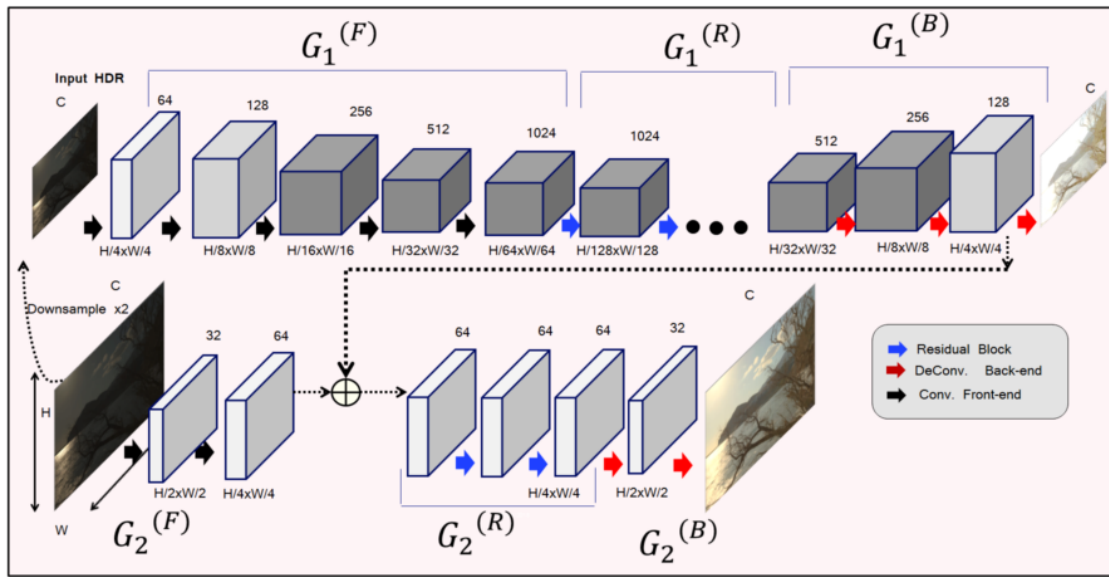 G₁⁽ᶠ⁾ G₁⁽ᴿ⁾ G₁⁽ᴮ⁾
Input HDR
C 64 128 256 512 1024 1024 512 256 128 C
H/4xW/4 H/8xW/8 H/16xW/16 H/32xW/32 H/64xW/64 H/128xW/128 H/32xW/32 H/8xW/8 H/4xW/4
C
Downsample x2
32 64 64 64 64 32 C
H
H/2xW/2 H/4xW/4 H/4xW/4 H/2xW/2
W
G₂⁽ᶠ⁾ G₂⁽ᴿ⁾ G₂⁽ᴮ⁾
Residual Block
DeConv. Back-end
Conv. Front-end